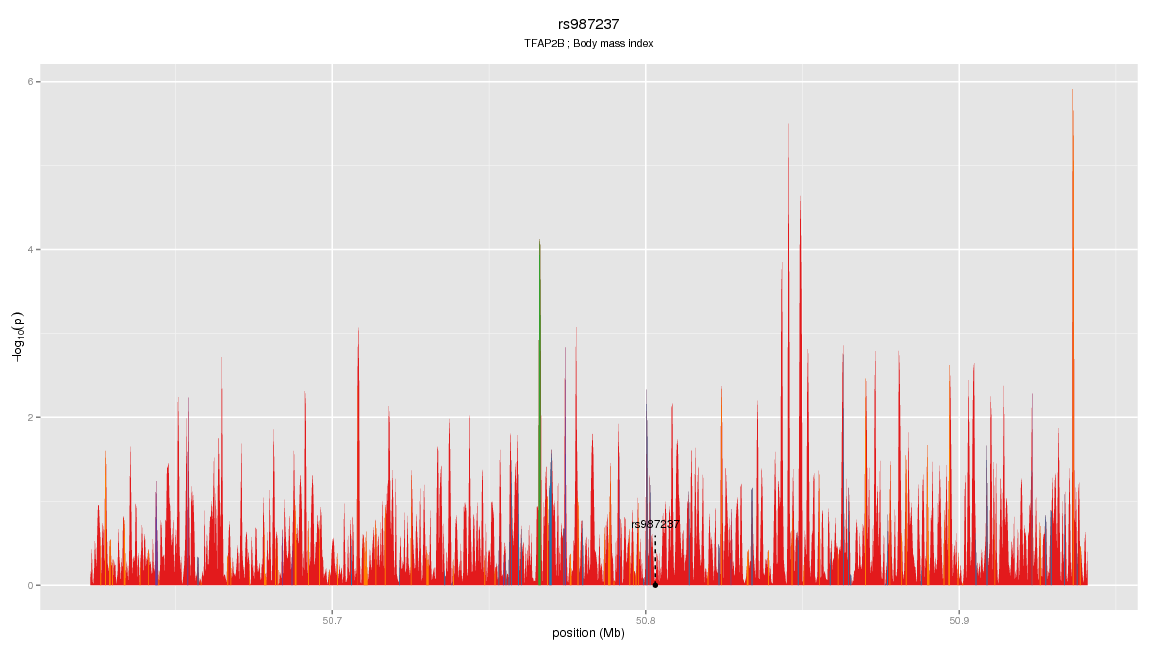 rs987237
TFAP2B ; Body mass index
6
4
2
0
−log10(p)
rs987237
50.7
50.8
50.9
position (Mb)